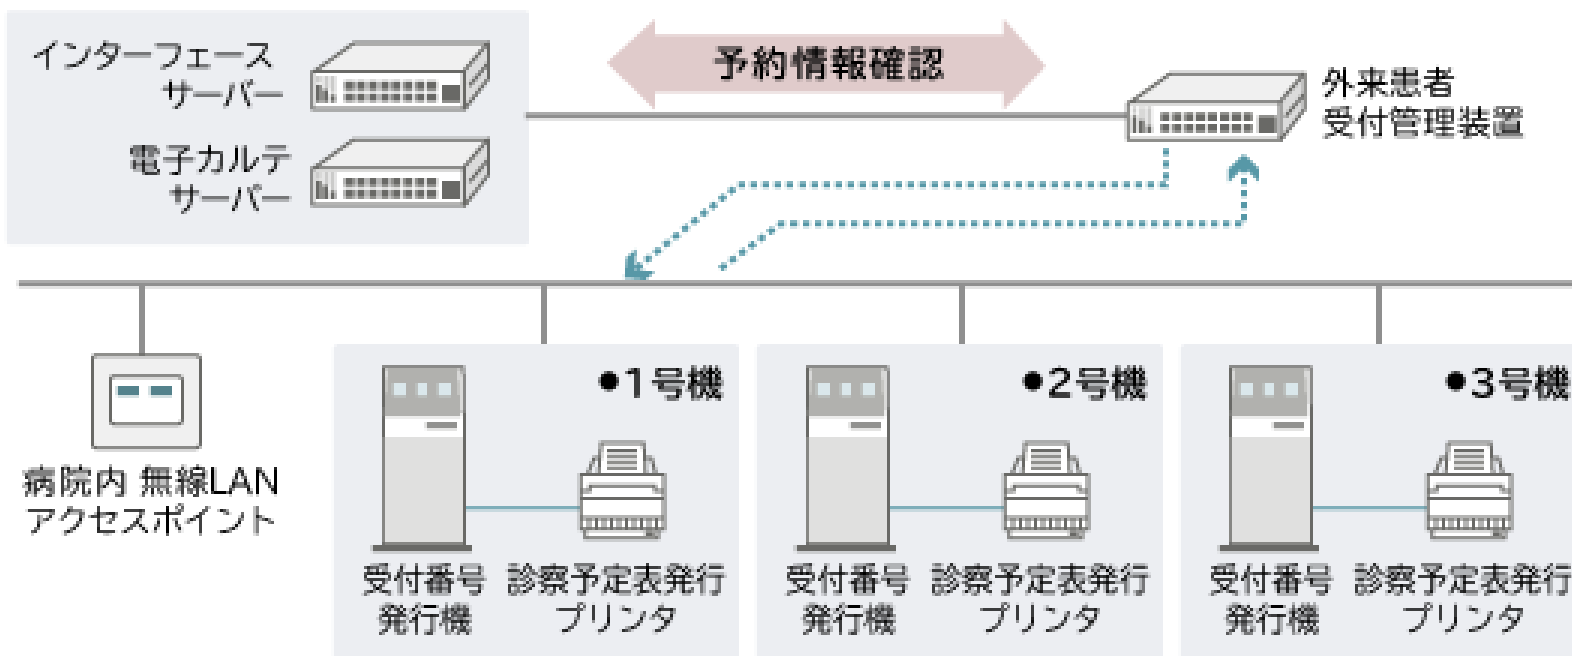 インターフェース
サーバー
電子カルテ
サーバー
予約情報確認
外来患者
受付管理装置
病院内 無線LAN
アクセスポイント
●1号機
受付番号
発行機
診察予定表発行
プリンタ
●2号機
受付番号
発行機
診察予定表発行
プリンタ
●3号機
受付番号
発行機
診察予定表発行
プリンタ